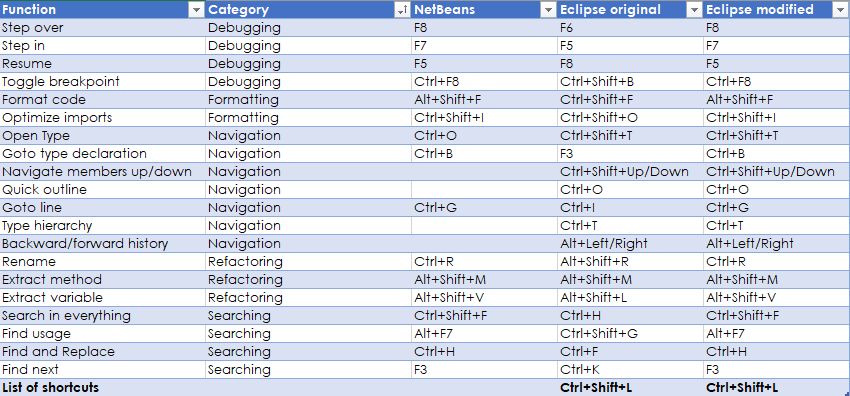 Function Category NetBeans Eclipse original Eclipse modified
Step over Debugging F8 F6 F8
Step in Debugging F7 F5 F7
Resume Debugging F5 F8 F5
Toggle breakpoint Debugging Ctrl+F8 Ctrl+Shift+B Ctrl+F8
Format code Formatting Alt+Shift+F Ctrl+Shift+F Alt+Shift+F
Optimize imports Formatting Ctrl+Shift+I Ctrl+Shift+O Ctrl+Shift+I
Open Type Navigation Ctrl+O Ctrl+Shift+T Ctrl+Shift+T
Goto type declaration Navigation Ctrl+B F3 Ctrl+B
Navigate members up/down Navigation Ctrl+Shift+Up/Down Ctrl+Shift+Up/Down
Quick outline Navigation Ctrl+O Ctrl+O
Goto line Navigation Ctrl+G Ctrl+I Ctrl+G
Type hierarchy Navigation Ctrl+T Ctrl+T
Backward/forward history Navigation Alt+Left/Right Alt+Left/Right
Rename Refactoring Ctrl+R Alt+Shift+R Ctrl+R
Extract method Refactoring Alt+Shift+M Alt+Shift+M Alt+Shift+M
Extract variable Refactoring Alt+Shift+V Alt+Shift+L Alt+Shift+V
Search in everything Searching Ctrl+Shift+F Ctrl+H Ctrl+Shift+F
Find usage Searching Alt+F7 Ctrl+Shift+G Alt+F7
Find and Replace Searching Ctrl+H Ctrl+F Ctrl+H
Find next Searching F3 Ctrl+K F3
List of shortcuts Ctrl+Shift+L Ctrl+Shift+L